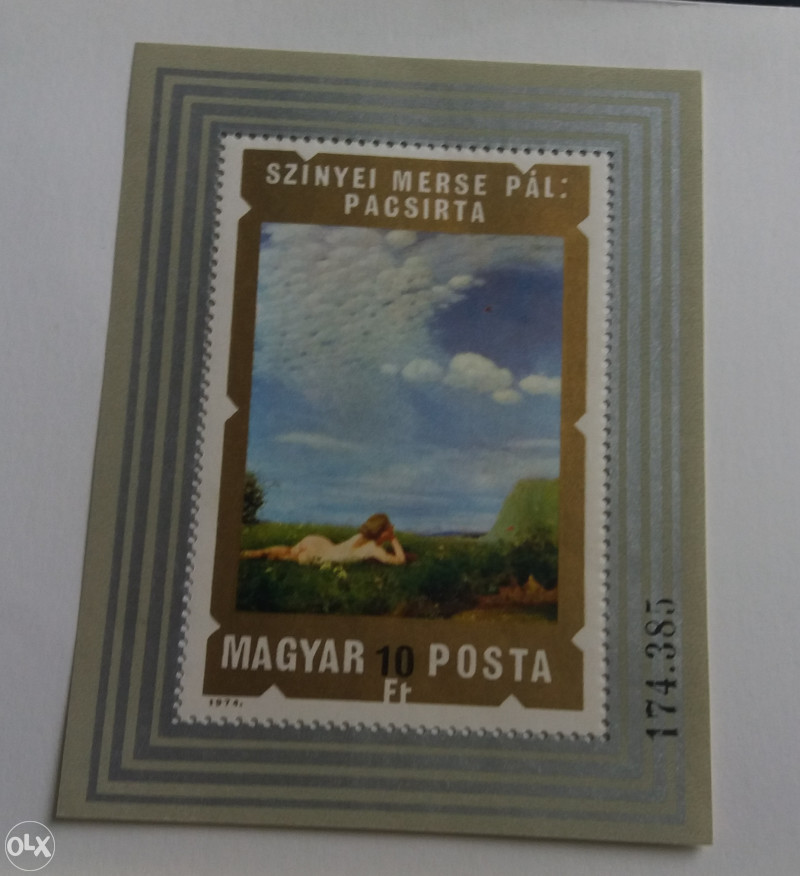 SZINYEI MERSE PÁL:
PACSIRTA
MAGYAR 10 POSTA
Ft
1974.
174.385
OLX